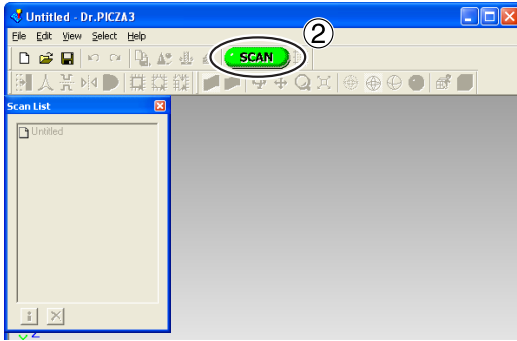 Untitled - Dr.PICZA3
File Edit View Select Help
2
SCAN
Scan List
Untitled
i
Z